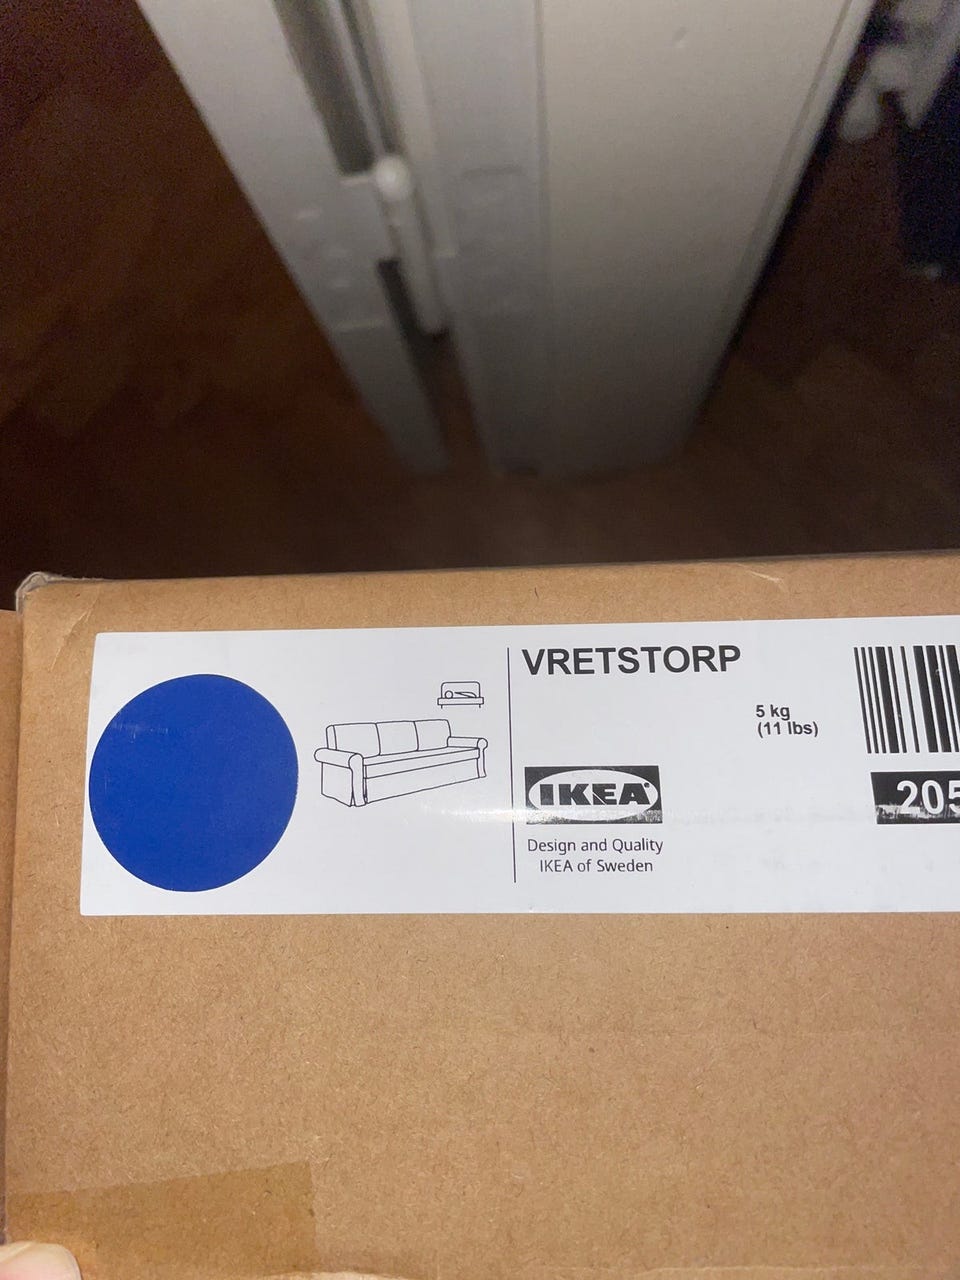 VRETSTORP
5 kg
(11 lbs)
IKEA
205
Design and Quality
IKEA of Sweden